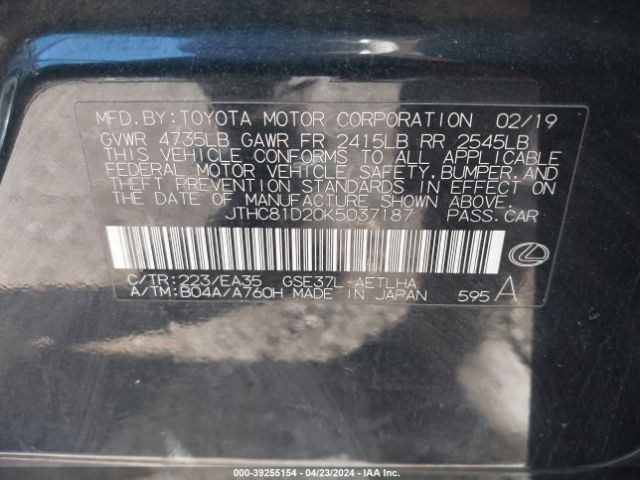 MFD.BY:TOYOTA MOTOR CORPORATION 02/19
GVWR 4735LB GAWR FR 2415LB RR 2545LB
THIS VEHICLE CONFORMS TO ALL APPLICABLE
FEDERAL MOTOR VEHICLE SAFETY,BUMPER,AND
THEFT PREVENTION STANDARDS IN EFFECT ON
THE DATE OF MANUFACTURE SHOWN ABOVE.
JTHC81D20K5037187 PASS.CAR
C/TR:223/EA35 GSE37L-AETLHA
A/TM:B04A/A760H MADE IN JAPAN 595 A
000-39255154 - 04/23/2024 - IAA Inc.